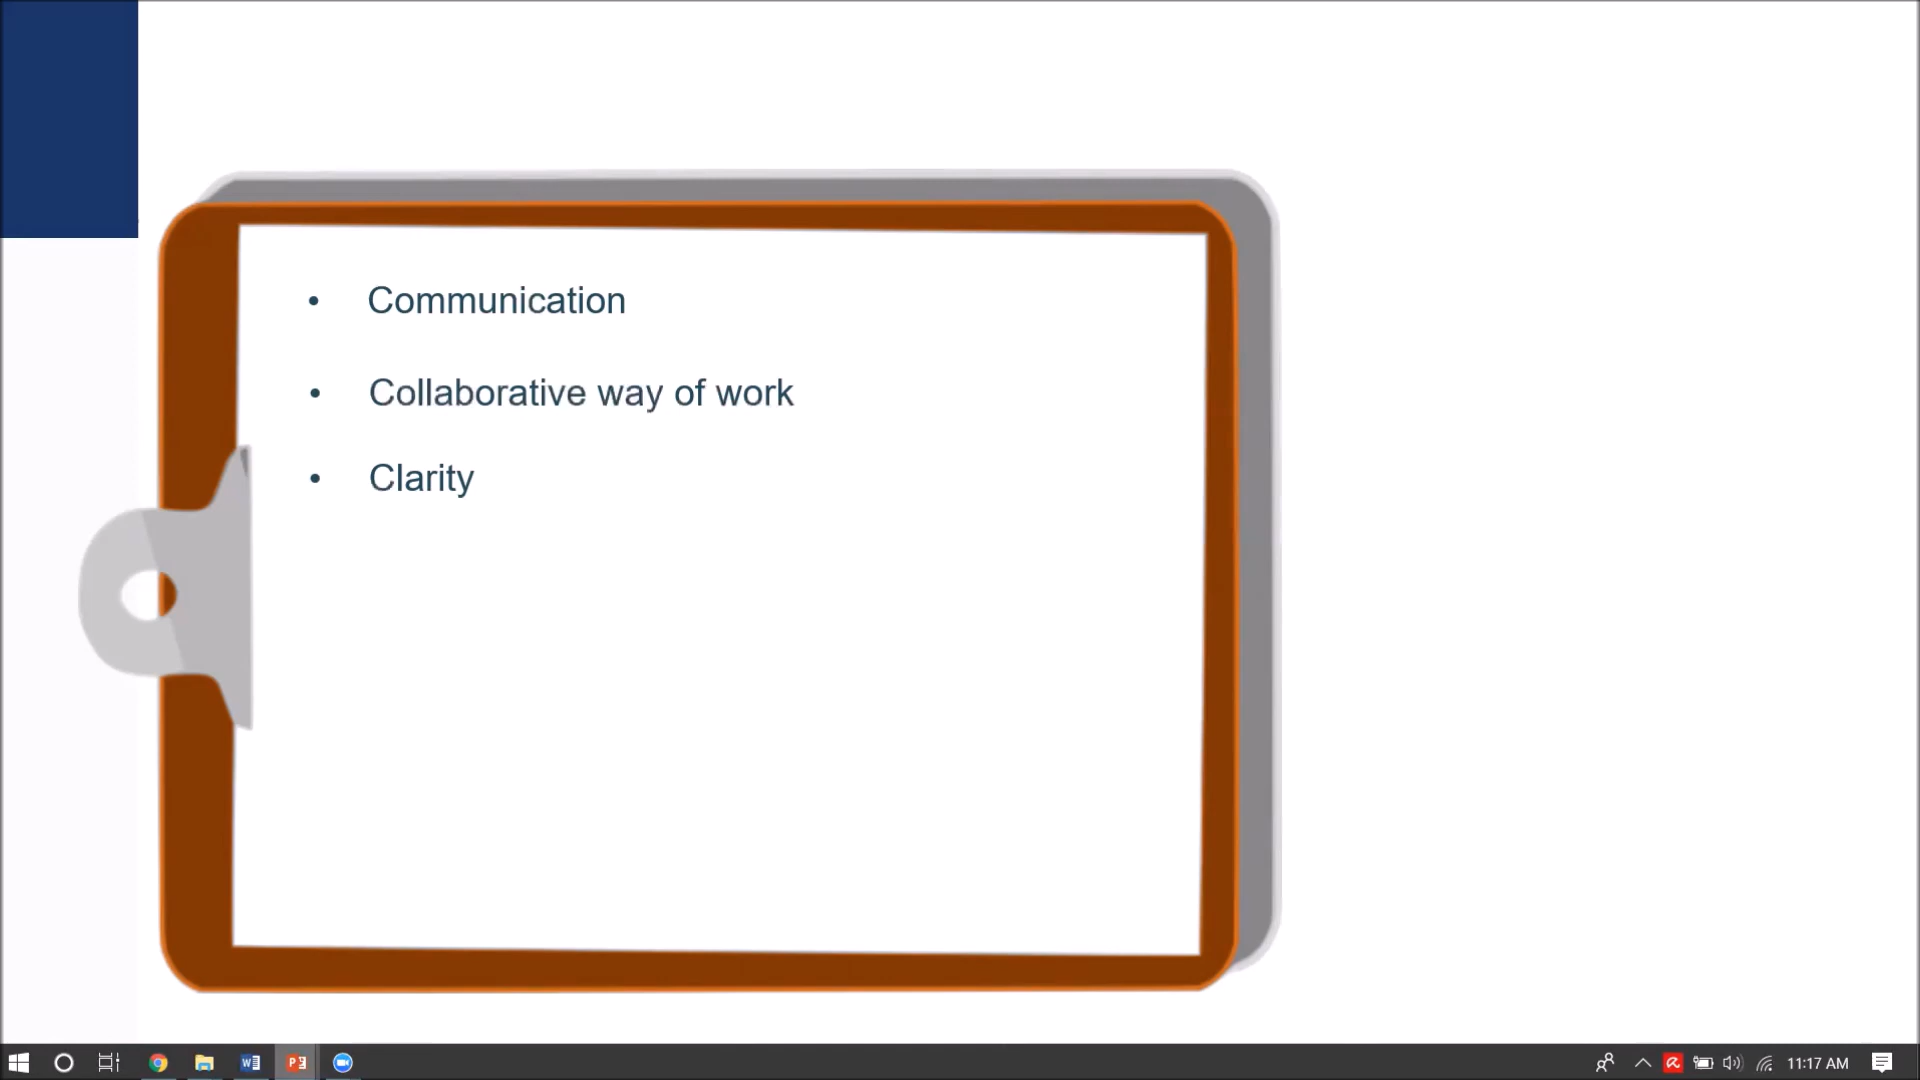 • Communication
• Collaborative way of work
• Clarity
11:17 AM